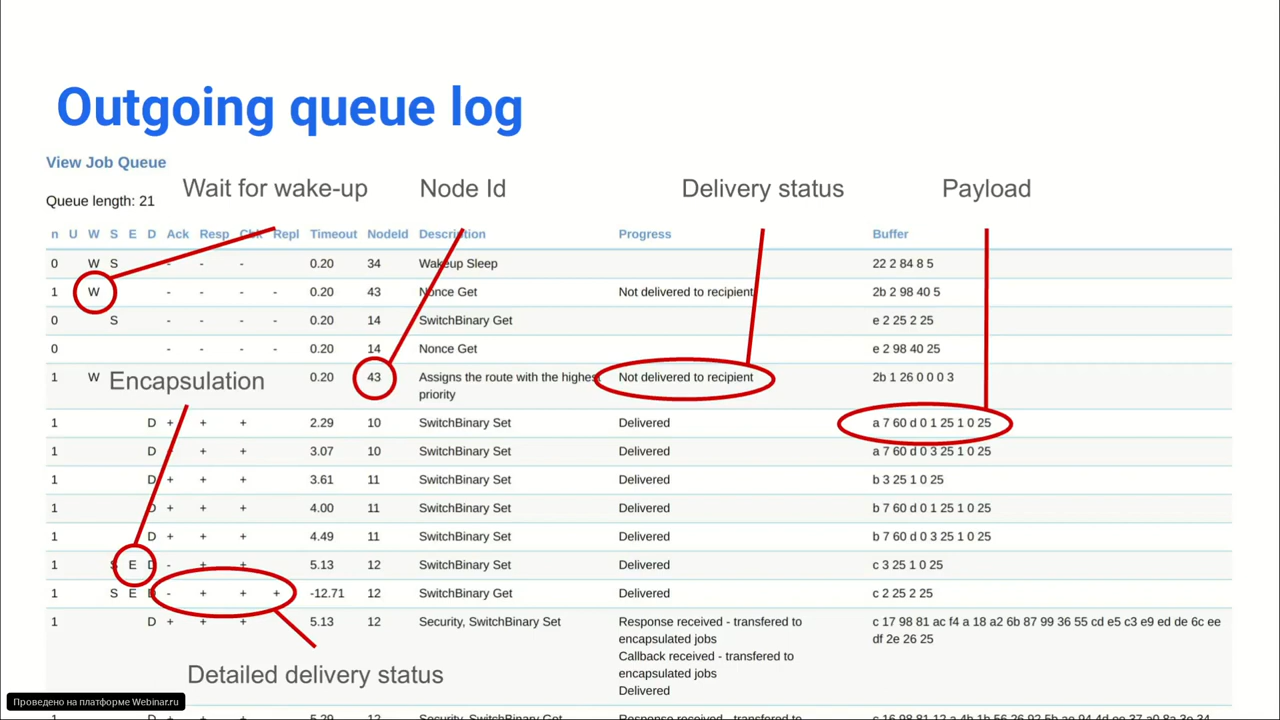 Outgoing queue log
View Job Queue
Wait for wake-up Node Id Delivery status Payload
Queue length: 21
n U W S E D Ack Resp Cbk Repl Timeout NodeId Description Progress Buffer
0 W S - - - 0.20 34 Wakeup Sleep 22 2 84 8 5
1 W - - - - 0.20 43 Nonce Get Not delivered to recipient 2b 2 98 40 5
0 S - - - - 0.20 14 SwitchBinary Get e 2 25 2 25
0 - - - - 0.20 14 Nonce Get e 2 98 40 25
1 W 0.20 43 Assigns the route with the highest Not delivered to recipient 2b 1 26 0 0 0 3
priority
Encapsulation
1 D + + + 2.29 10 SwitchBinary Set Delivered a 7 60 d 0 1 25 1 0 25
1 D + + + 3.07 10 SwitchBinary Set Delivered a 7 60 d 0 3 25 1 0 25
1 D + + + 3.61 11 SwitchBinary Set Delivered b 3 25 1 0 25
1 D + + + 4.00 11 SwitchBinary Set Delivered b 7 60 d 0 1 25 1 0 25
1 D + + + 4.49 11 SwitchBinary Set Delivered b 7 60 d 0 3 25 1 0 25
1 S E D - + + 5.13 12 SwitchBinary Set Delivered c 3 25 1 0 25
1 S E D - + + + -12.71 12 SwitchBinary Get Delivered c 2 25 2 25
1 D + + + 5.13 12 Security, SwitchBinary Set Response received - transfered to c 17 98 81 ac f4 a 18 a2 6b 87 99 36 55 cd e5 c3 e9 ed de 6c ee
encapsulated jobs df 2e 26 25
Callback received - transfered to
encapsulated jobs
Delivered
Detailed delivery status
Проведено на платформе Webinar.ru